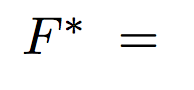 F* =